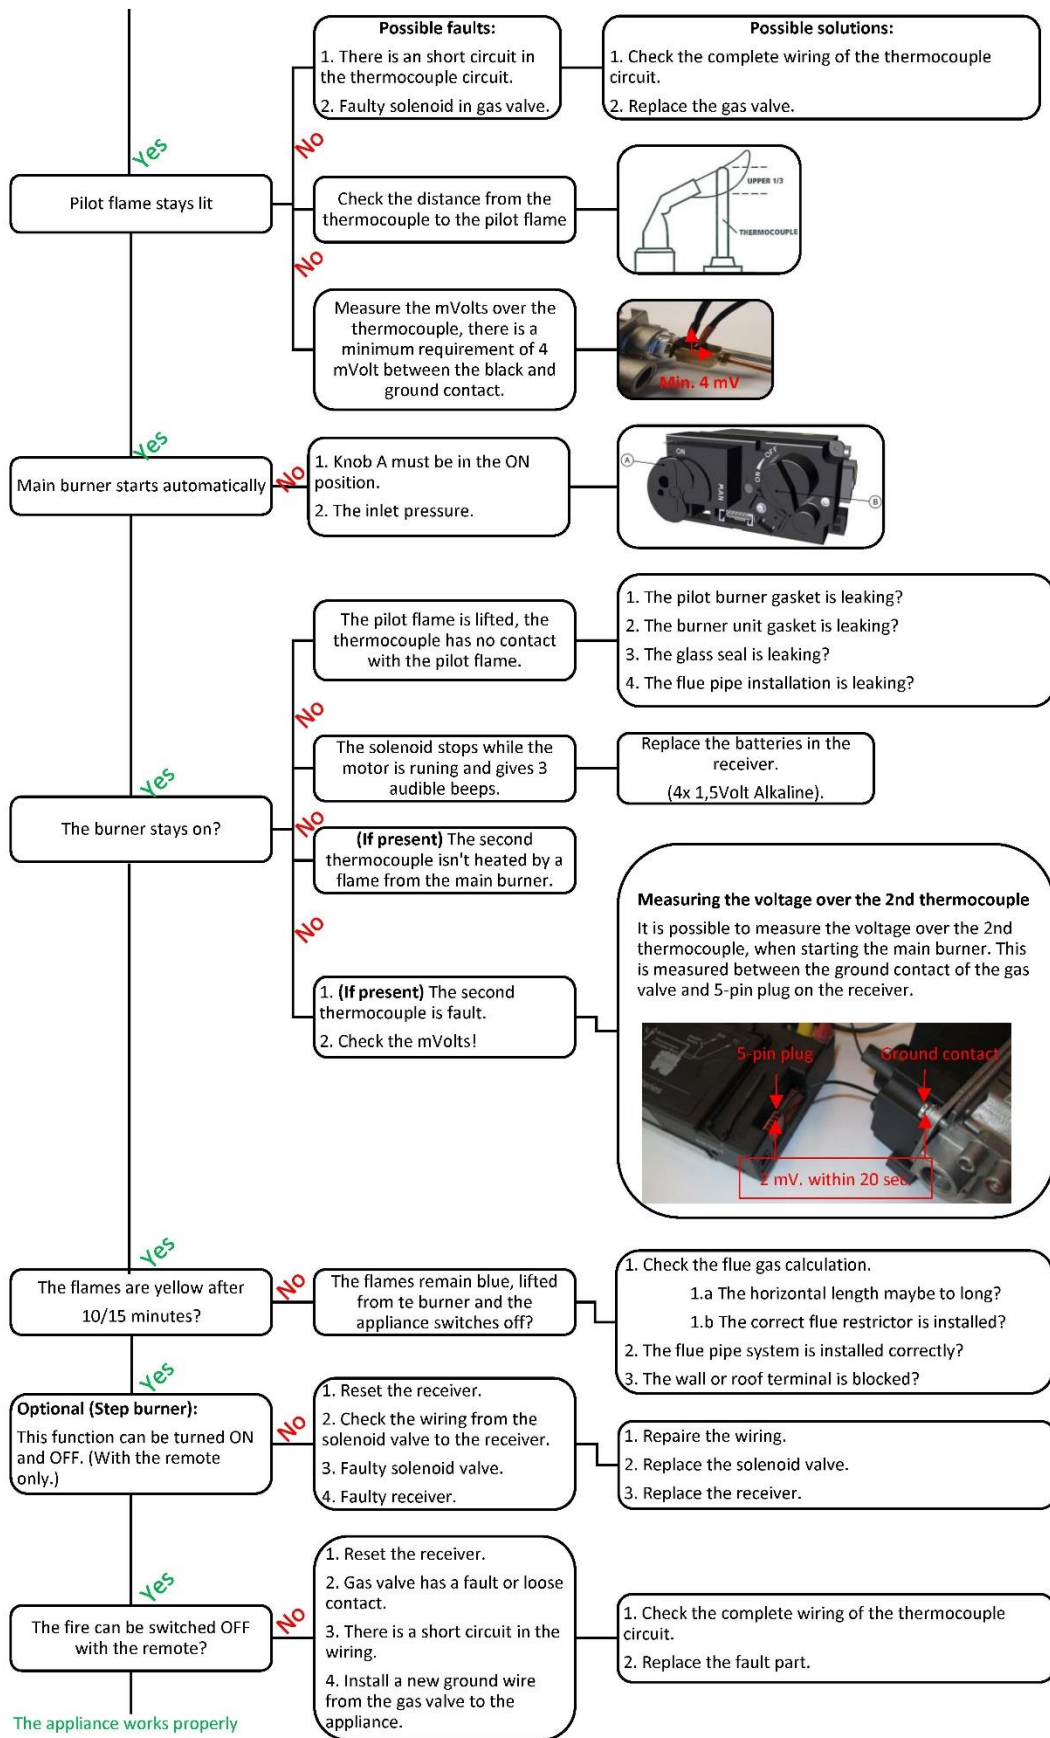 Possible faults:
1. There is an short circuit in
the thermocouple circuit.
2. Faulty solenoid in gas valve.
Possible solutions:
1. Check the complete wiring of the thermocouple
circuit.
2. Replace the gas valve.
Yes
No
Pilot flame stays lit
Check the distance from the
thermocouple to the pilot flame
UPPER 1/3
THERMOCOUPLE
No
Measure the mVolts over the
thermocouple, there is a
minimum requirement of 4
mVolt between the black and
ground contact.
Min. 4 mV
Yes
Main burner starts automatically
No
1. Knob A must be in the ON
position.
2. The inlet pressure.
A
ON
OFF
ON
B
The pilot flame is lifted, the
thermocouple has no contact
with the pilot flame.
1. The pilot burner gasket is leaking?
2. The burner unit gasket is leaking?
3. The glass seal is leaking?
4. The flue pipe installation is leaking?
No
Yes
The burner stays on?
The solenoid stops while the
motor is runing and gives 3
audible beeps.
Replace the batteries in the
receiver.
(4x 1,5Volt Alkaline).
No
(If present) The second
thermocouple isn't heated by a
flame from the main burner.
No
1. (If present) The second
thermocouple is fault.
2. Check the mVolts!
Measuring the voltage over the 2nd thermocouple
It is possible to measure the voltage over the 2nd
thermocouple, when starting the main burner. This
is measured between the ground contact of the gas
valve and 5-pin plug on the receiver.
5-pin plug
Ground contact
2 mV. within 20 sec.
Yes
The flames are yellow after
10/15 minutes?
No
The flames remain blue, lifted
from te burner and the
appliance switches off?
1. Check the flue gas calculation.
1.a The horizontal length maybe to long?
1.b The correct flue restrictor is installed?
2. The flue pipe system is installed correctly?
3. The wall or roof terminal is blocked?
Yes
Optional (Step burner):
This function can be turned ON
and OFF. (With the remote
only.)
No
1. Reset the receiver.
2. Check the wiring from the
solenoid valve to the receiver.
3. Faulty solenoid valve.
4. Faulty receiver.
1. Repaire the wiring.
2. Replace the solenoid valve.
3. Replace the receiver.
Yes
The fire can be switched OFF
with the remote?
No
1. Reset the receiver.
2. Gas valve has a fault or loose
contact.
3. There is a short circuit in the
wiring.
4. Install a new ground wire
from the gas valve to the
appliance.
1. Check the complete wiring of the thermocouple
circuit.
2. Replace the fault part.
The appliance works properly